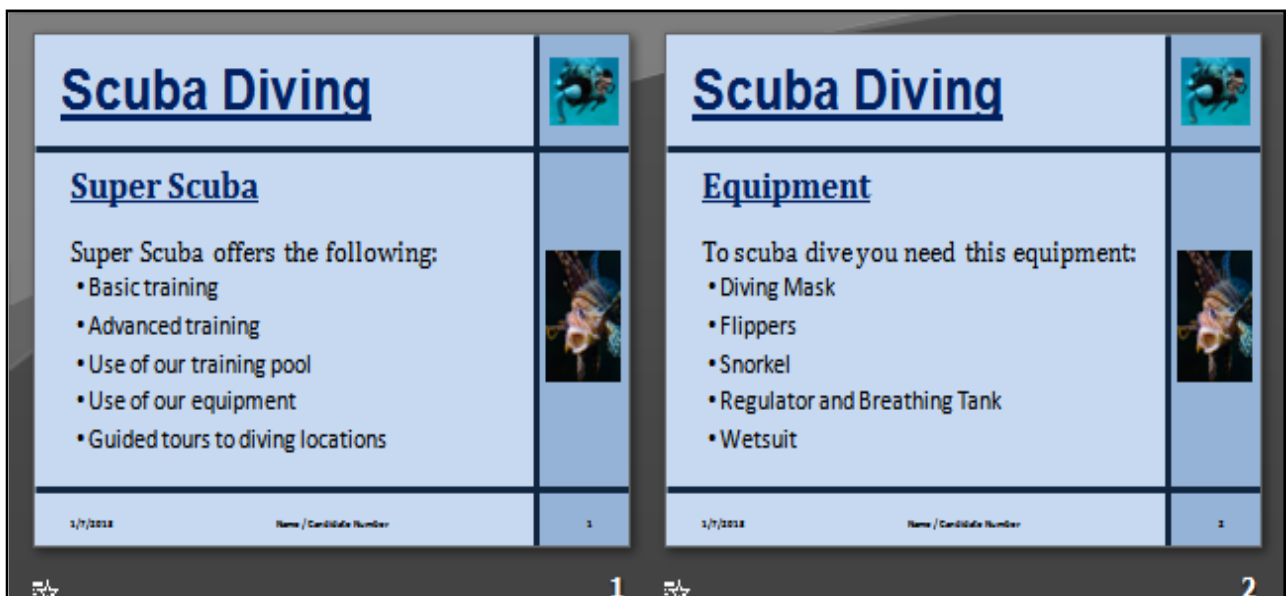 Scuba Diving
Super Scuba
Super Scuba offers the following:
• Basic training
• Advanced training
• Use of our training pool
• Use of our equipment
• Guided tours to diving locations
1/7/2018
Name / Candidate Number
1
1
Scuba Diving
Equipment
To scuba dive you need this equipment:
• Diving Mask
• Flippers
• Snorkel
• Regulator and Breathing Tank
• Wetsuit
1/7/2018
Name / Candidate Number
2
2